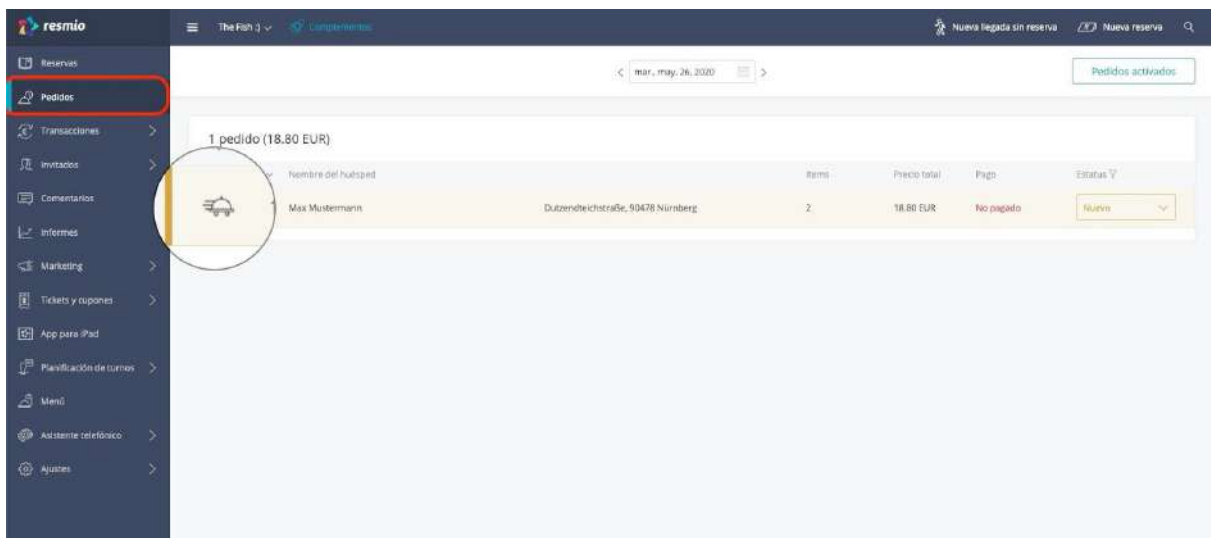 resmio
The Fish :)
Complementos
Nueva llegada sin reserva
Nueva reserva
Reservas
Pedidos
Transacciones
Invitados
Comentarios
Informes
Marketing
Tickets y cupones
App para iPad
Planificación de turnos
Menú
Asistente telefónico
Ajustes
mar., may. 26, 2020
Pedidos activados
1 pedido (18.80 EUR)
Nombre del huésped
Items
Precio total
Pago
Estatus
Max Mustermann
Dutzendteichstraße, 90478 Nürnberg
2
18.80 EUR
No pagado
Nuevo